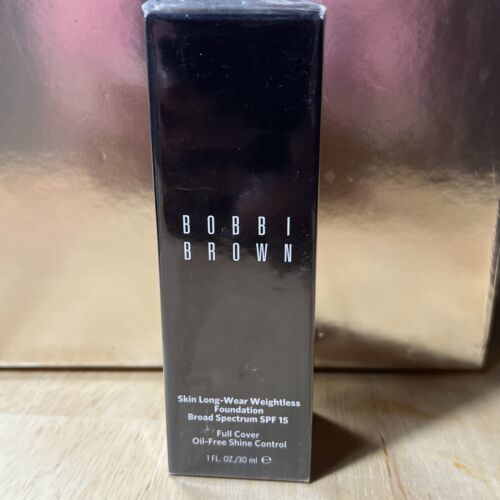 BOBBI
BROWN
Skin Long-Wear Weightless
Foundation
Broad Spectrum SPF 15
Full Cover
Oil-Free Shine Control
1 FL. OZ./30 ml ℮